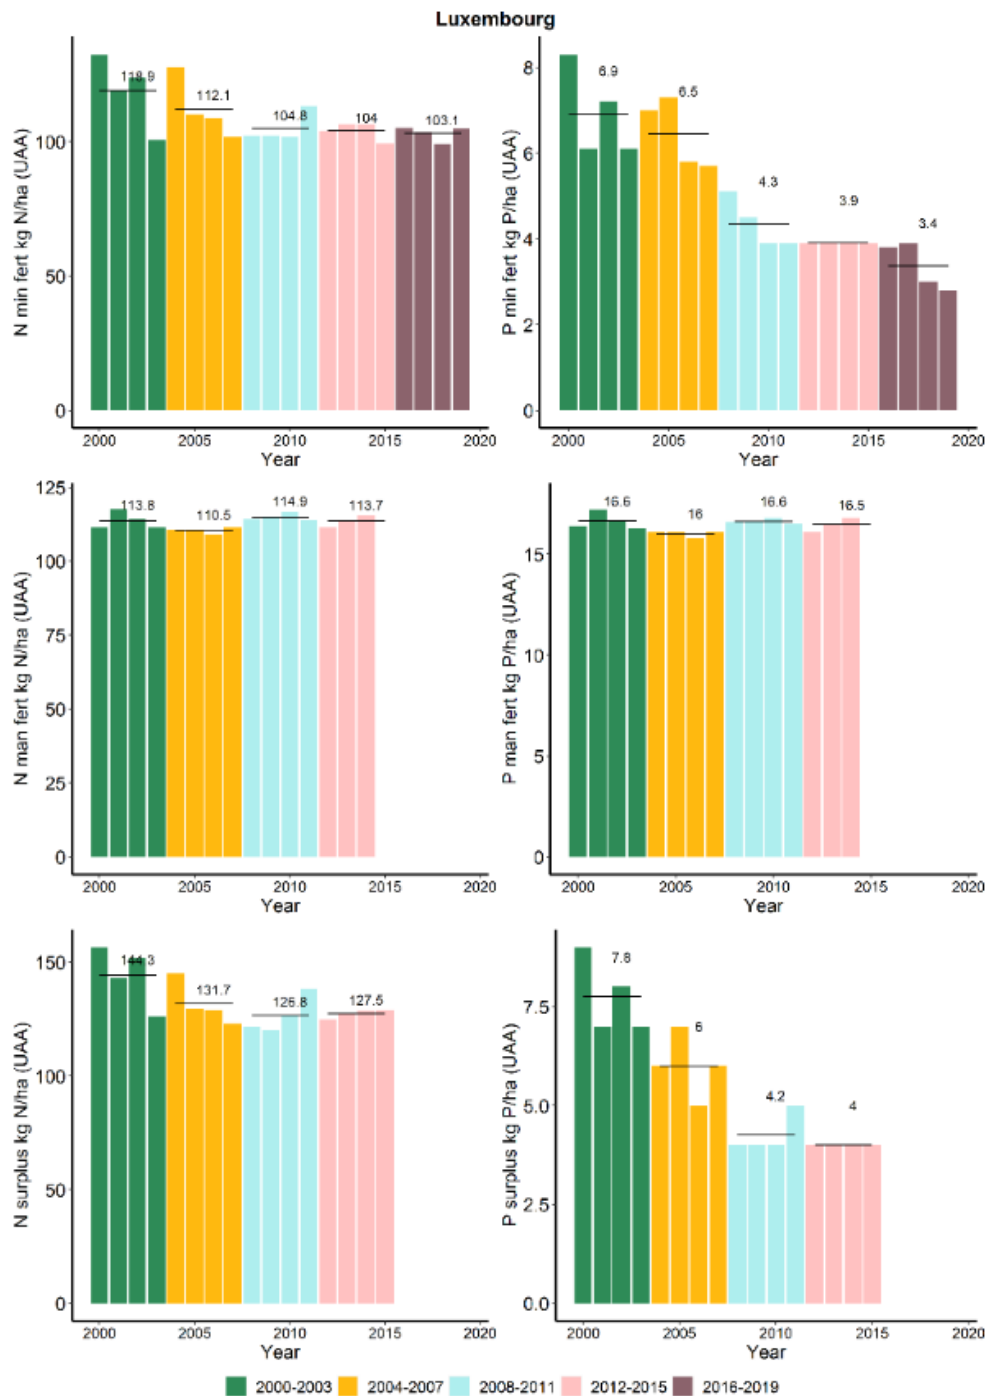 Luxembourg
N min fert kg N/ha (UAA)
100
50
0
118.9
112.1
104.8
104
103.1
2000 2005 2010 2015 2020
Year
P min fert kg P/ha (UAA)
8
6
4
2
0
6.9
6.5
4.3
3.9
3.4
2000 2005 2010 2015 2020
Year
N man fert kg N/ha (UAA)
125
100
75
50
25
0
113.8
110.5
114.9
113.7
2000 2005 2010 2015 2020
Year
P man fert kg P/ha (UAA)
15
10
5
0
16.6
16
16.6
16.5
2000 2005 2010 2015 2020
Year
N surplus kg N/ha (UAA)
150
100
50
0
144.3
131.7
126.8
127.5
2000 2005 2010 2015 2020
Year
P surplus kg P/ha (UAA)
7.5
5.0
2.5
0.0
7.8
6
4.2
4
2000 2005 2010 2015 2020
Year
2000-2003 2004-2007 2008-2011 2012-2015 2016-2019